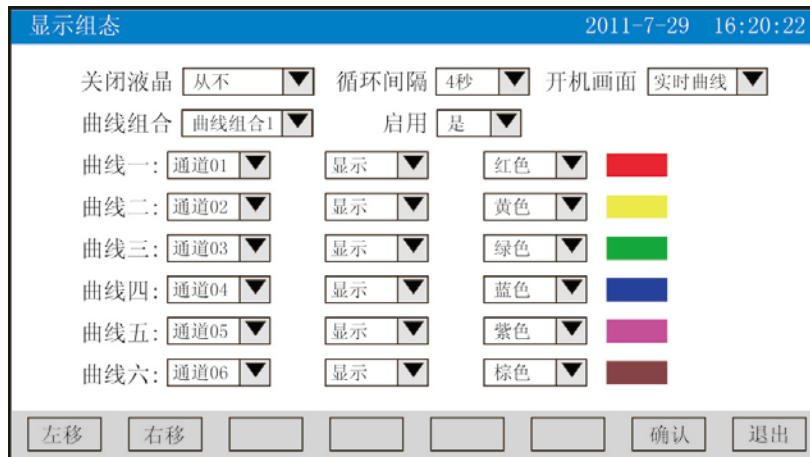 显示组态 2011-7-29 16:20:22
关闭液晶 从不 循环间隔 4秒 开机画面 实时曲线
曲线组合 曲线组合1 启用 是
曲线一: 通道01 显示 红色
曲线二: 通道02 显示 黄色
曲线三: 通道03 显示 绿色
曲线四: 通道04 显示 蓝色
曲线五: 通道05 显示 紫色
曲线六: 通道06 显示 棕色
左移 右移 确认 退出